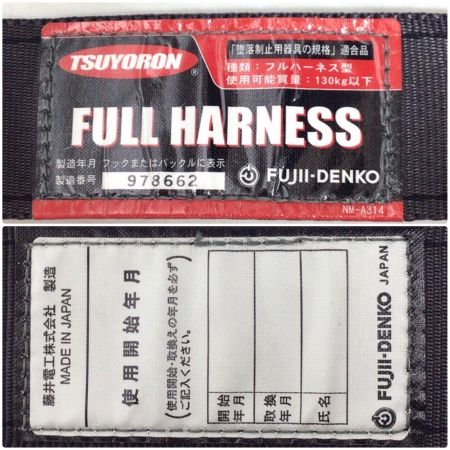 TSUYORON®
「墜落制止用器具の規格」適合品
種類：フルハーネス型
使用可能質量：130kg以下
FULL HARNESS
製造年月 フックまたはバックルに表示
製造番号 978662
FUJII-DENKO
NM-A314
藤井電工株式会社 製造
MADE IN JAPAN
使用開始年月
(使用開始・取換えの年月を必ず
ご記入ください。)
開始年月
取換年月
氏名
FUJII-DENKO JAPAN